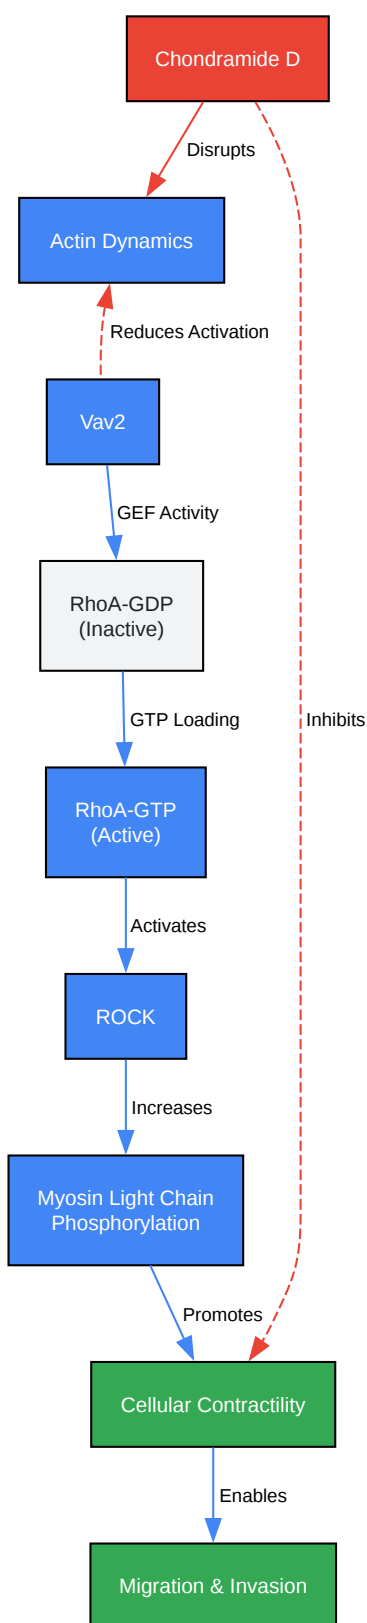 Chondramide D
Disrupts
Actin Dynamics
Reduces Activation
Vav2
GEF Activity
RhoA-GDP
(Inactive)
GTP Loading
Inhibits
RhoA-GTP
(Active)
Activates
ROCK
Increases
Myosin Light Chain
Phosphorylation
Promotes
Cellular Contractility
Enables
Migration & Invasion